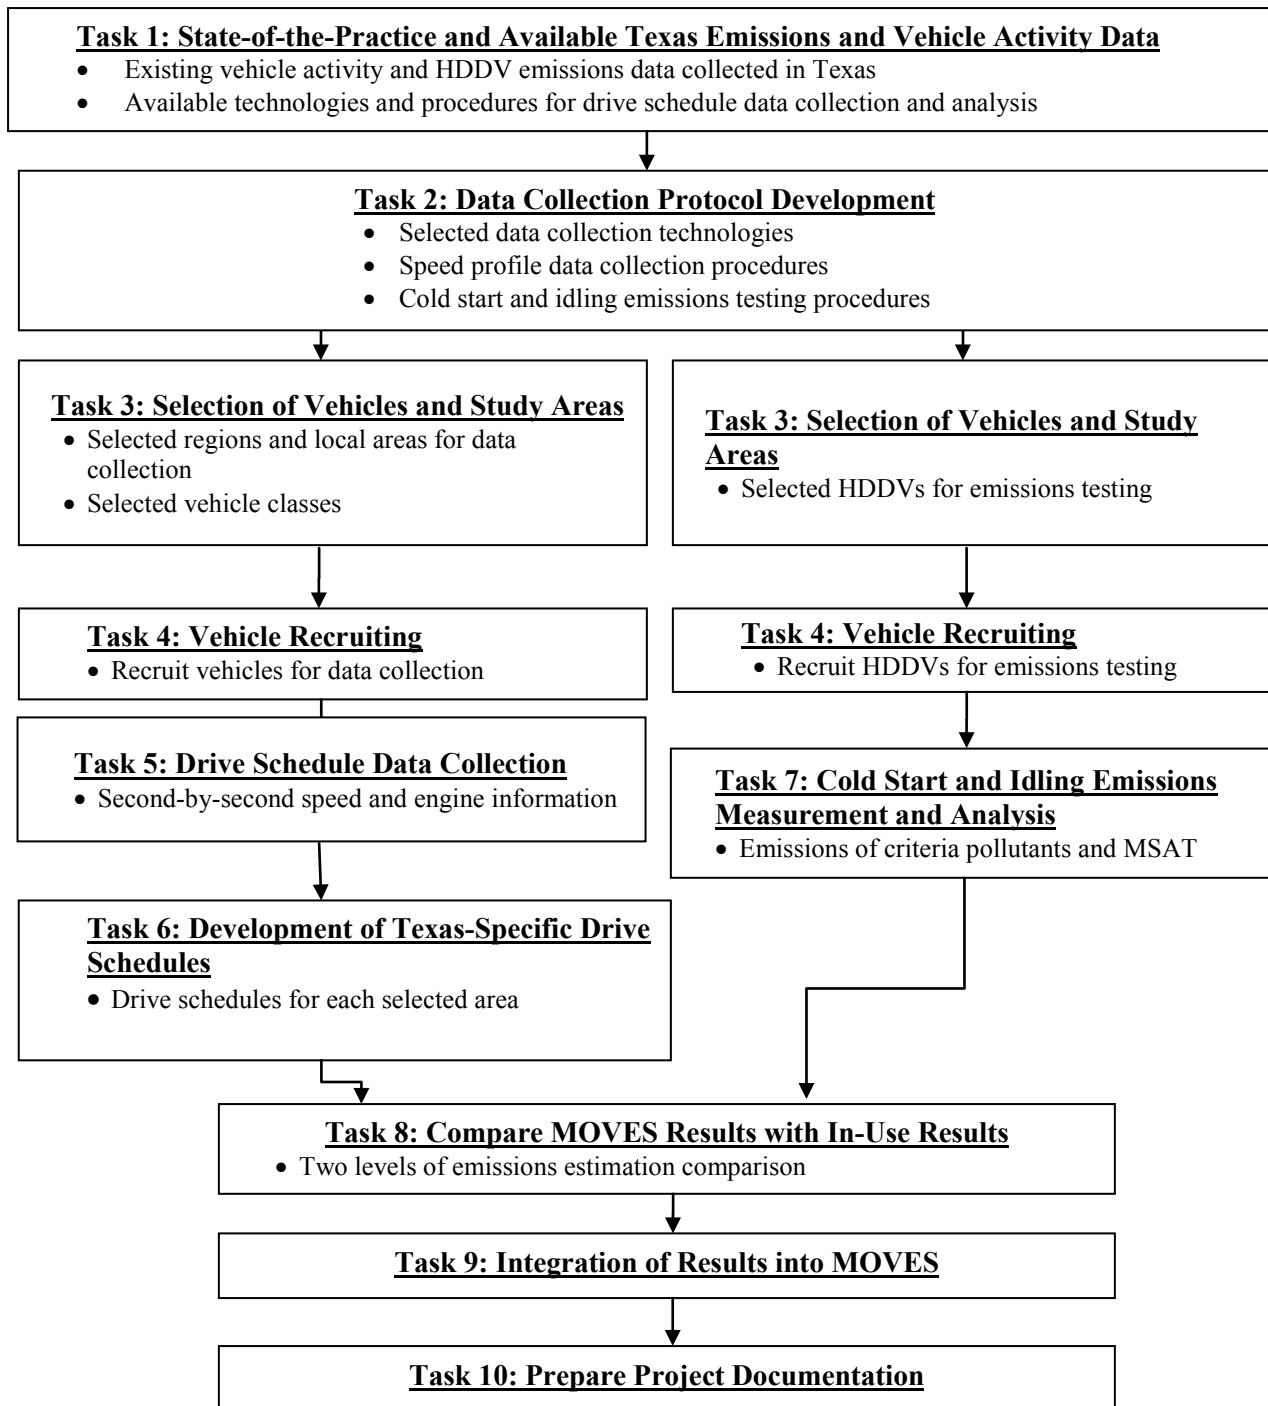 Task 1: State-of-the-Practice and Available Texas Emissions and Vehicle Activity Data
• Existing vehicle activity and HDDV emissions data collected in Texas
• Available technologies and procedures for drive schedule data collection and analysis
Task 2: Data Collection Protocol Development
• Selected data collection technologies
• Speed profile data collection procedures
• Cold start and idling emissions testing procedures
Task 3: Selection of Vehicles and Study Areas
• Selected regions and local areas for data
collection
• Selected vehicle classes
Task 3: Selection of Vehicles and Study
Areas
• Selected HDDVs for emissions testing
Task 4: Vehicle Recruiting
• Recruit vehicles for data collection
Task 4: Vehicle Recruiting
• Recruit HDDVs for emissions testing
Task 5: Drive Schedule Data Collection
• Second-by-second speed and engine information
Task 7: Cold Start and Idling Emissions
Measurement and Analysis
• Emissions of criteria pollutants and MSAT
Task 6: Development of Texas-Specific Drive
Schedules
• Drive schedules for each selected area
Task 8: Compare MOVES Results with In-Use Results
• Two levels of emissions estimation comparison
Task 9: Integration of Results into MOVES
Task 10: Prepare Project Documentation